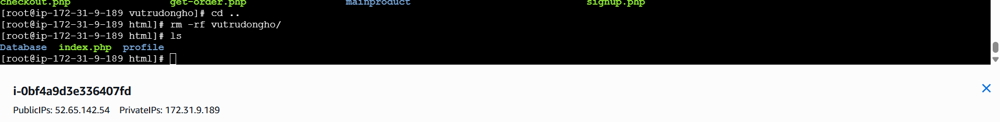 checkout.php get-order.php mainproduct signup.php
[root@ip-172-31-9-189 vutrudongho]# cd ..
[root@ip-172-31-9-189 html]# rm -rf vutrudongho/
[root@ip-172-31-9-189 html]# ls
Database index.php profile
[root@ip-172-31-9-189 html]#
i-0bf4a9d3e336407fd
PublicIPs: 52.65.142.54 PrivateIPs: 172.31.9.189